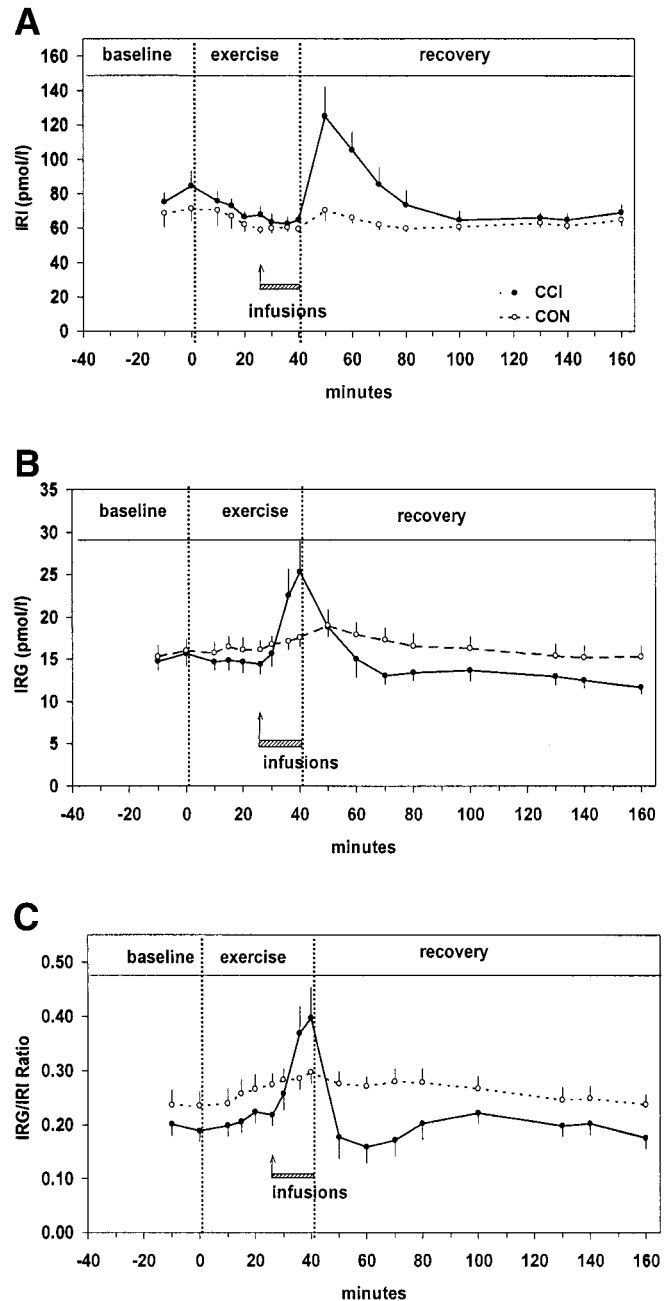 A
baseline exercise recovery
IRI (pmol/l)
160
140
120
100
80
60
40
20
0
infusions
CCI
CON
-40 -20 0 20 40 60 80 100 120 140 160
minutes
B
baseline exercise recovery
IRG (pmol/l)
35
30
25
20
15
10
5
0
infusions
-40 -20 0 20 40 60 80 100 120 140 160
minutes
C
baseline exercise recovery
IRG/IRI Ratio
0.50
0.40
0.30
0.20
0.10
0.00
infusions
-40 -20 0 20 40 60 80 100 120 140 160
minutes